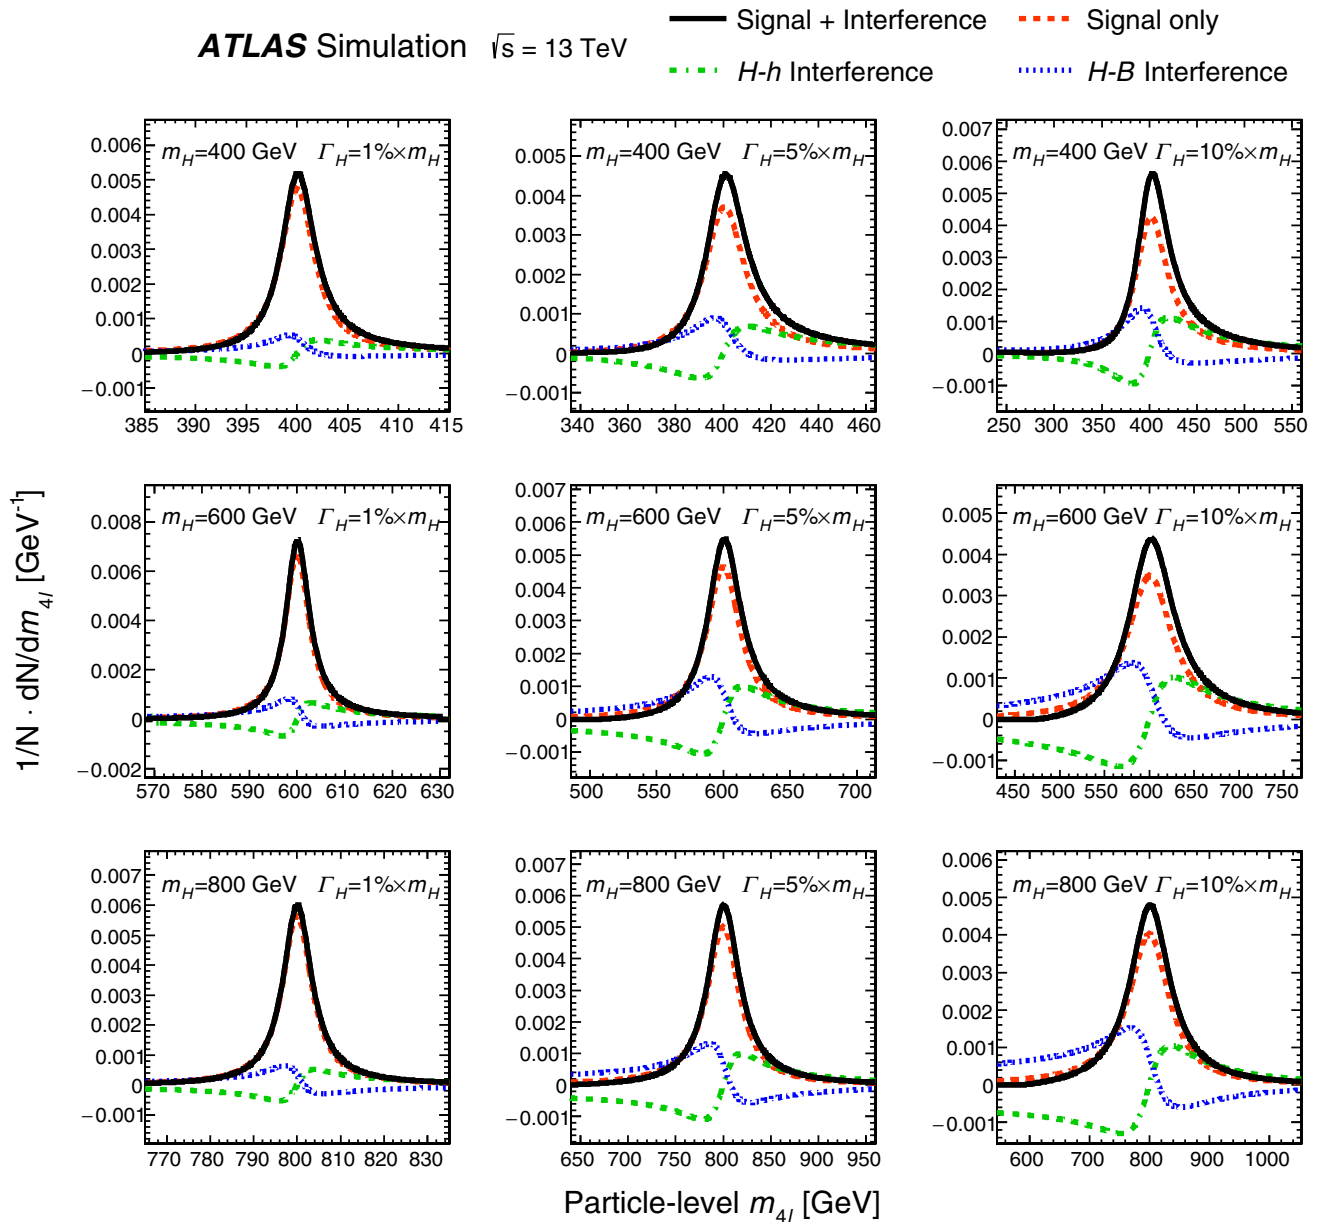 ATLAS Simulation √s = 13 TeV
Signal + Interference
Signal only
H-h Interference
H-B Interference
1/N · dN/dm4l [GeV-1]
m_H=400 GeV Γ_H=1%×m_H
0.006
0.005
0.004
0.003
0.002
0.001
0
−0.001
385 390 395 400 405 410 415
m_H=400 GeV Γ_H=5%×m_H
0.005
0.004
0.003
0.002
0.001
0
−0.001
340 360 380 400 420 440 460
m_H=400 GeV Γ_H=10%×m_H
0.007
0.006
0.005
0.004
0.003
0.002
0.001
0
−0.001
250 300 350 400 450 500 550
m_H=600 GeV Γ_H=1%×m_H
0.008
0.006
0.004
0.002
0
−0.002
570 580 590 600 610 620 630
m_H=600 GeV Γ_H=5%×m_H
0.007
0.006
0.005
0.004
0.003
0.002
0.001
0
−0.001
500 550 600 650 700
m_H=600 GeV Γ_H=10%×m_H
0.005
0.004
0.003
0.002
0.001
0
−0.001
450 500 550 600 650 700 750
m_H=800 GeV Γ_H=1%×m_H
0.007
0.006
0.005
0.004
0.003
0.002
0.001
0
−0.001
770 780 790 800 810 820 830
m_H=800 GeV Γ_H=5%×m_H
0.007
0.006
0.005
0.004
0.003
0.002
0.001
0
−0.001
650 700 750 800 850 900 950
m_H=800 GeV Γ_H=10%×m_H
0.006
0.005
0.004
0.003
0.002
0.001
0
−0.001
600 700 800 900 1000
Particle-level m4l [GeV]